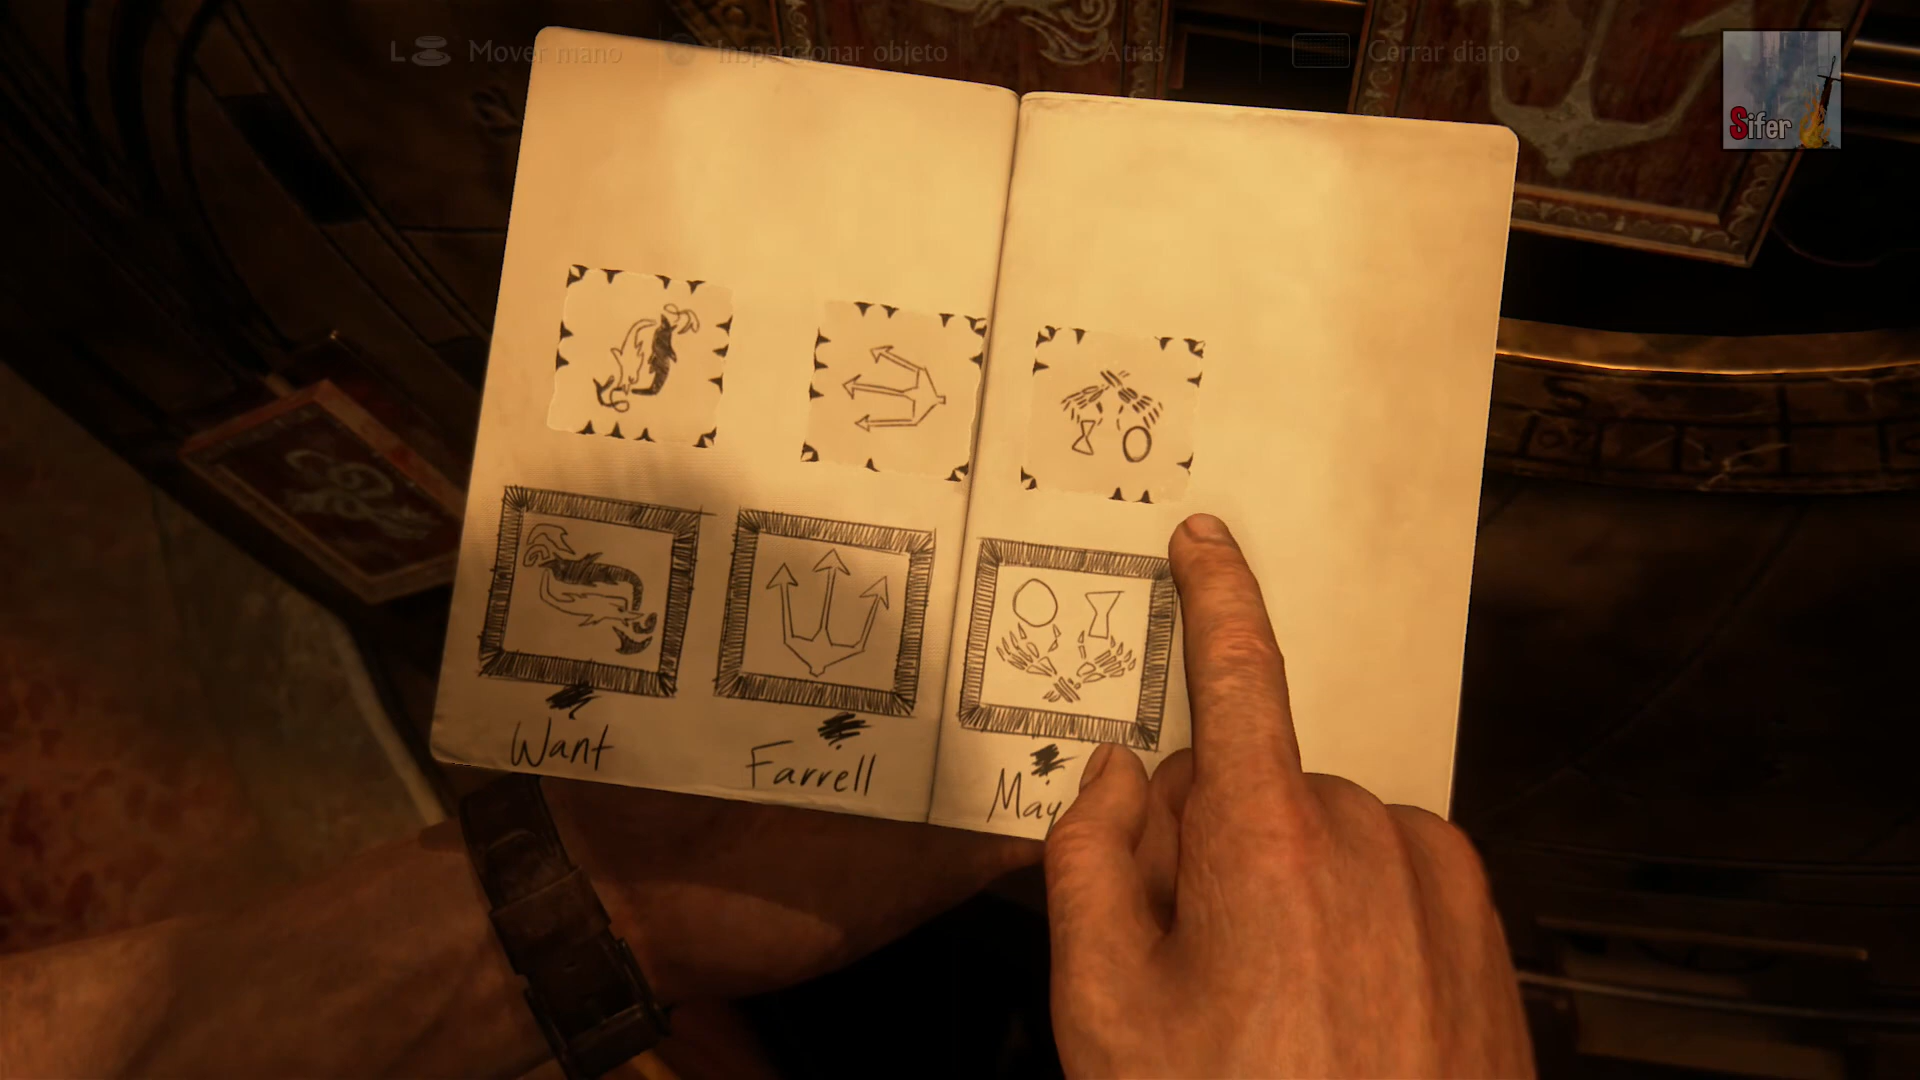 L Mover mano Inspeccionar objeto Atrás Cerrar diario
Sifer
Want
Farrell
May